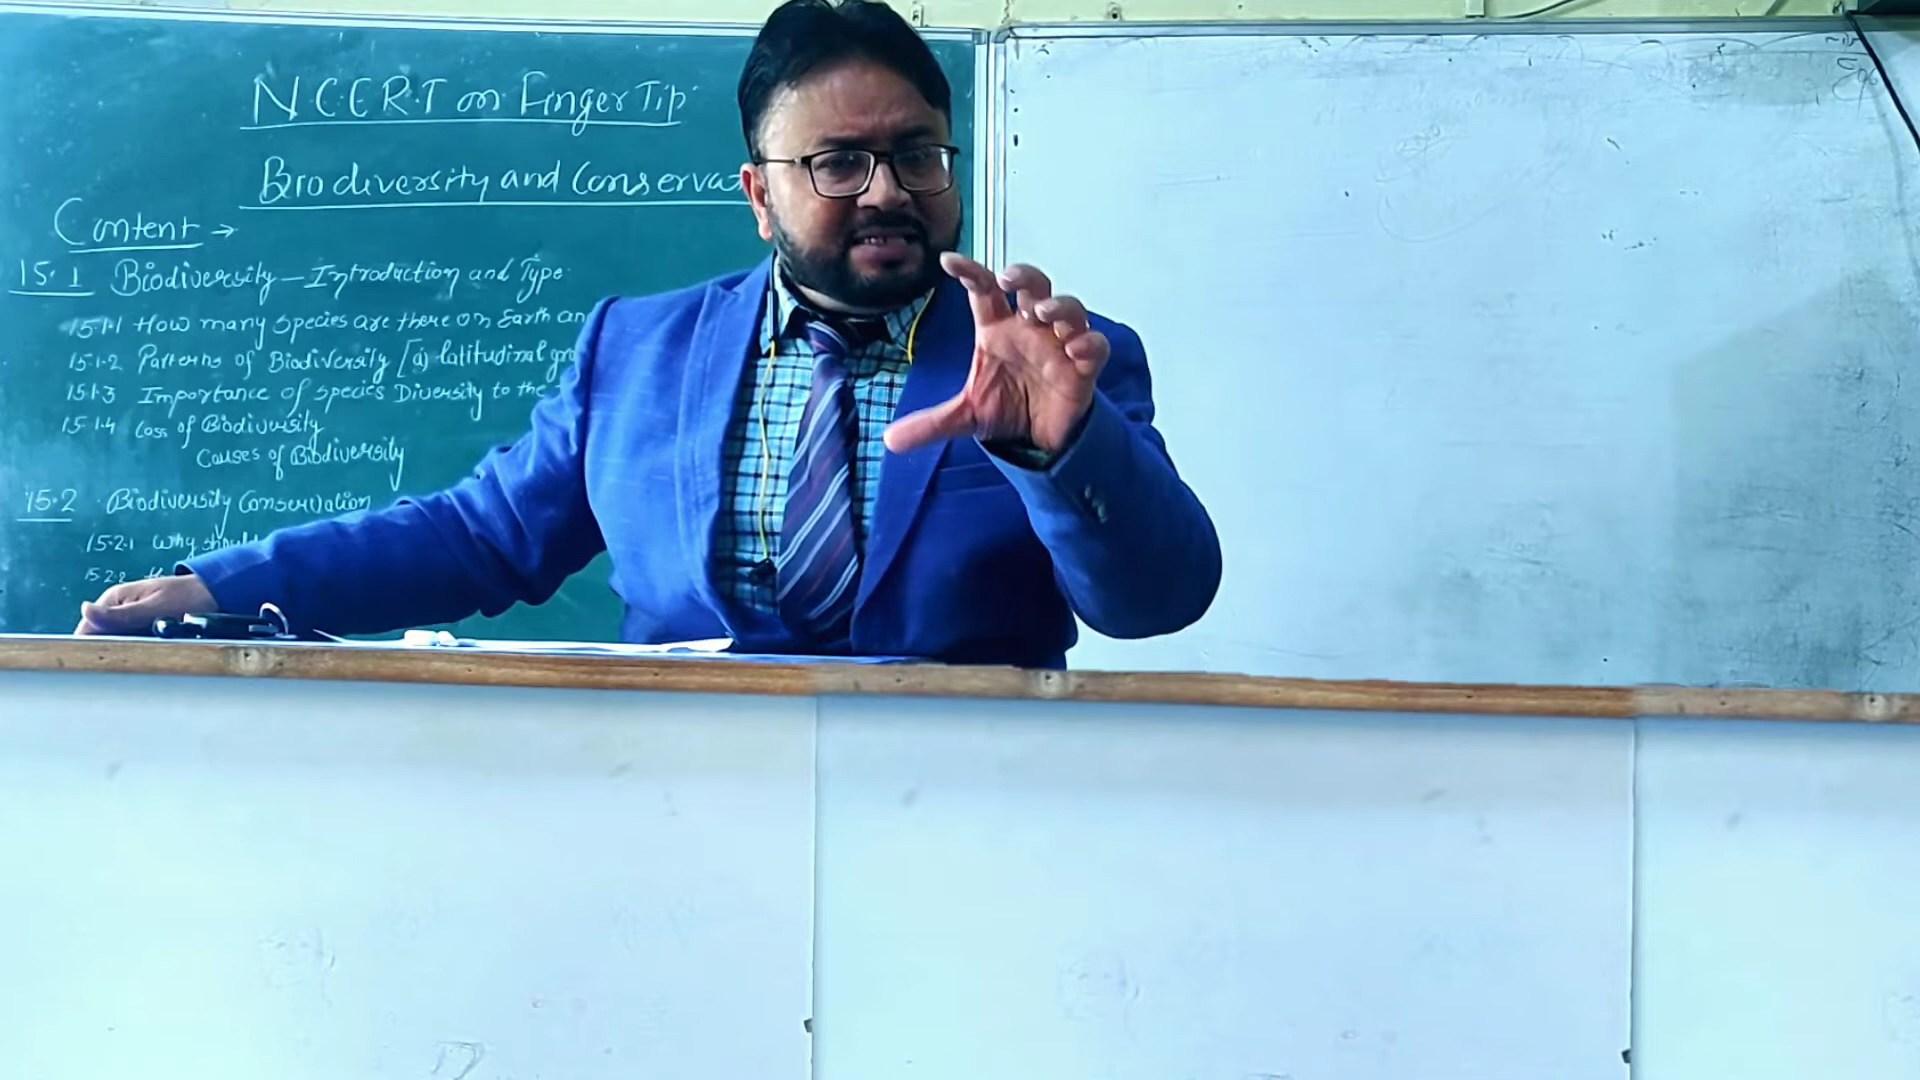 N.C.E.R.T on Finger Tip
Biodiversity and Conserva
Content →
15.1 Biodiversity – Introduction and Type
15.1.1 How many species are there on Earth an
15.1.2 Patterns of Biodiversity [a) latitudinal gra
15.1.3 Importance of species Diversity to the
15.1.4 Loss of Biodiversity
Causes of Biodiversity
15.2 Biodiversity Conservation
15.2.1 Why should
15.2.2